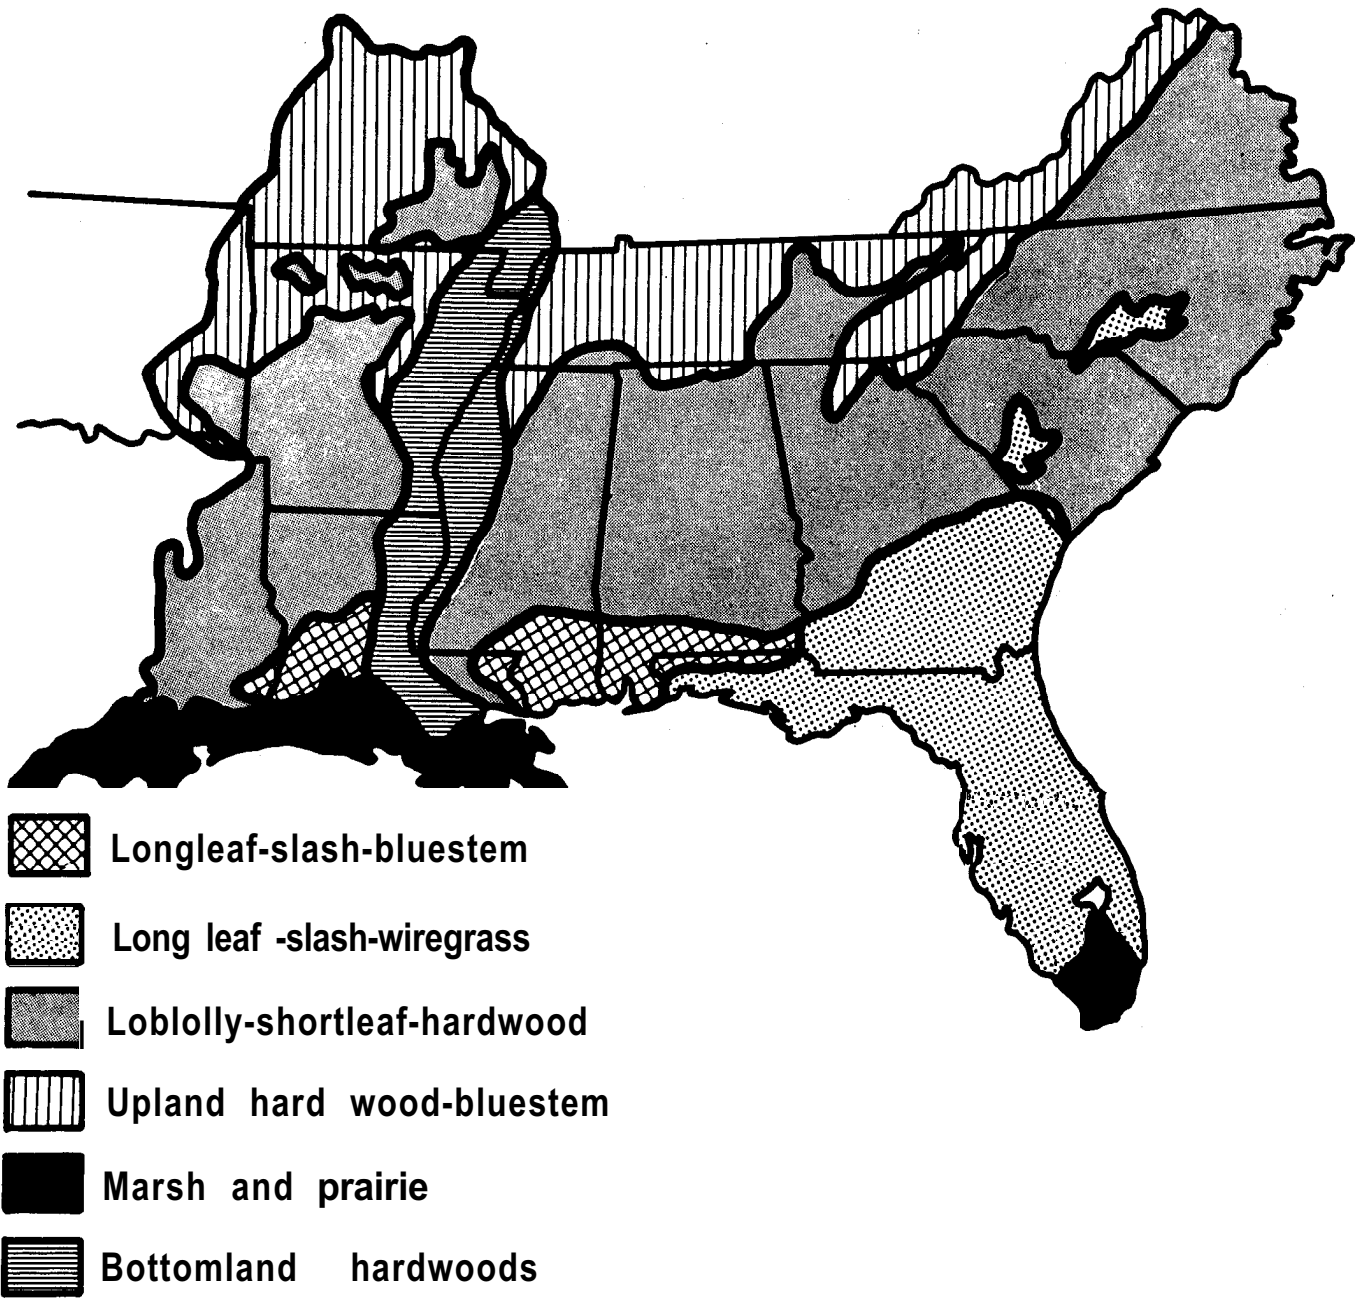 Longleaf-slash-bluestem
Long leaf -slash-wiregrass
Loblolly-shortleaf-hardwood
Upland hard wood-bluestem
Marsh and prairie
Bottomland hardwoods